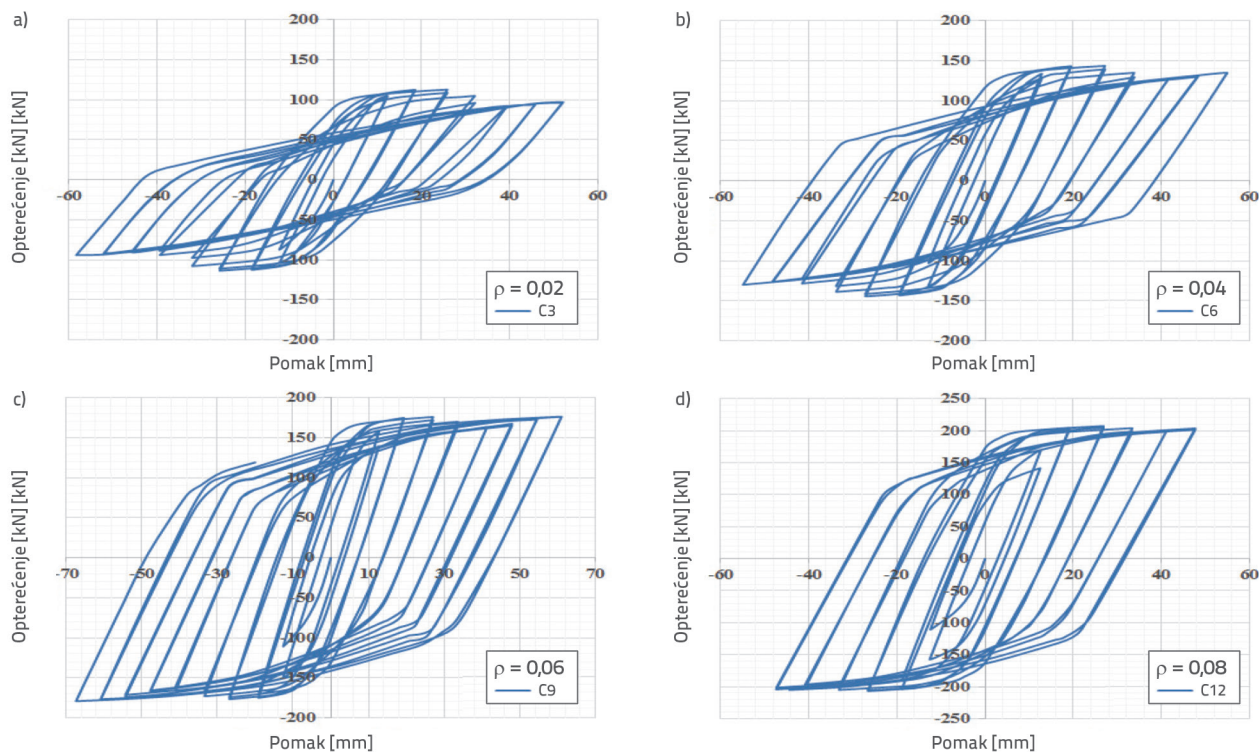 a)
Opterećenje [kN] [kN]
200
150
100
50
0
-60 -40 -20 0 20 40 60
-50
-100
-150
-200
ρ = 0,02
C3
Pomak [mm]
b)
Opterećenje [kN] [kN]
200
150
100
50
0
-60 -40 -20 0 20 40 60
-50
-100
-150
-200
ρ = 0,04
C6
Pomak [mm]
c)
Opterećenje [kN] [kN]
200
150
100
50
0
-70 -50 -30 -10 10 30 50 70
-50
-100
-150
-200
ρ = 0,06
C9
Pomak [mm]
d)
Opterećenje [kN] [kN]
250
200
150
100
50
0
-60 -40 -20 0 20 40 60
-50
-100
-150
-200
-250
ρ = 0,08
C12
Pomak [mm]